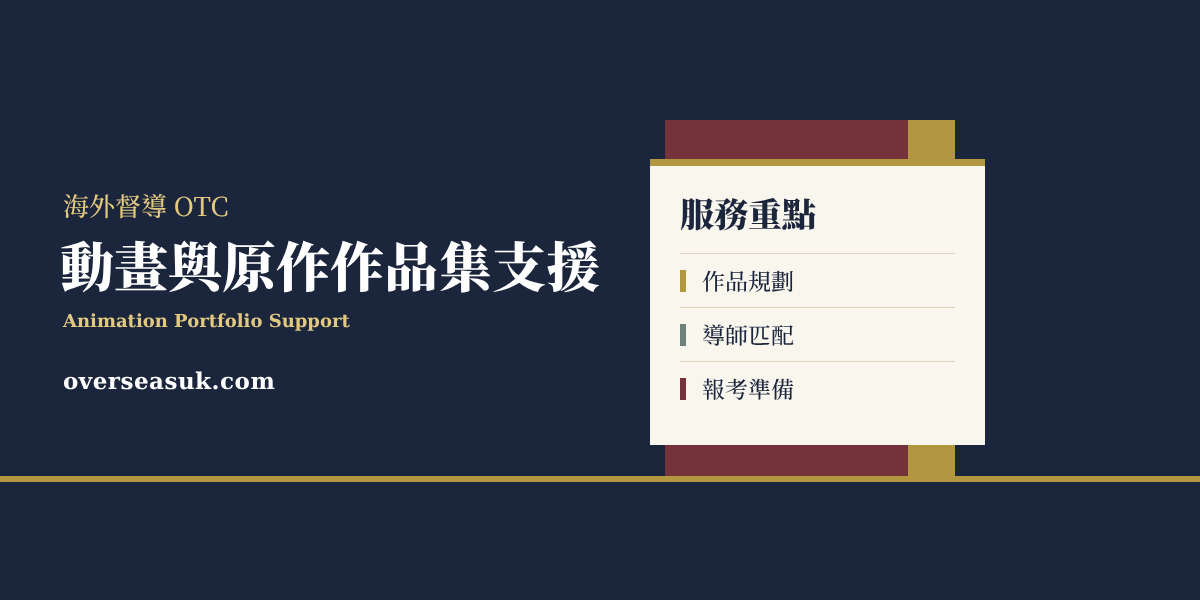 海外督導 OTC
動畫與原作作品集支援
Animation Portfolio Support
overseasuk.com
服務重點
作品規劃
導師匹配
報考準備